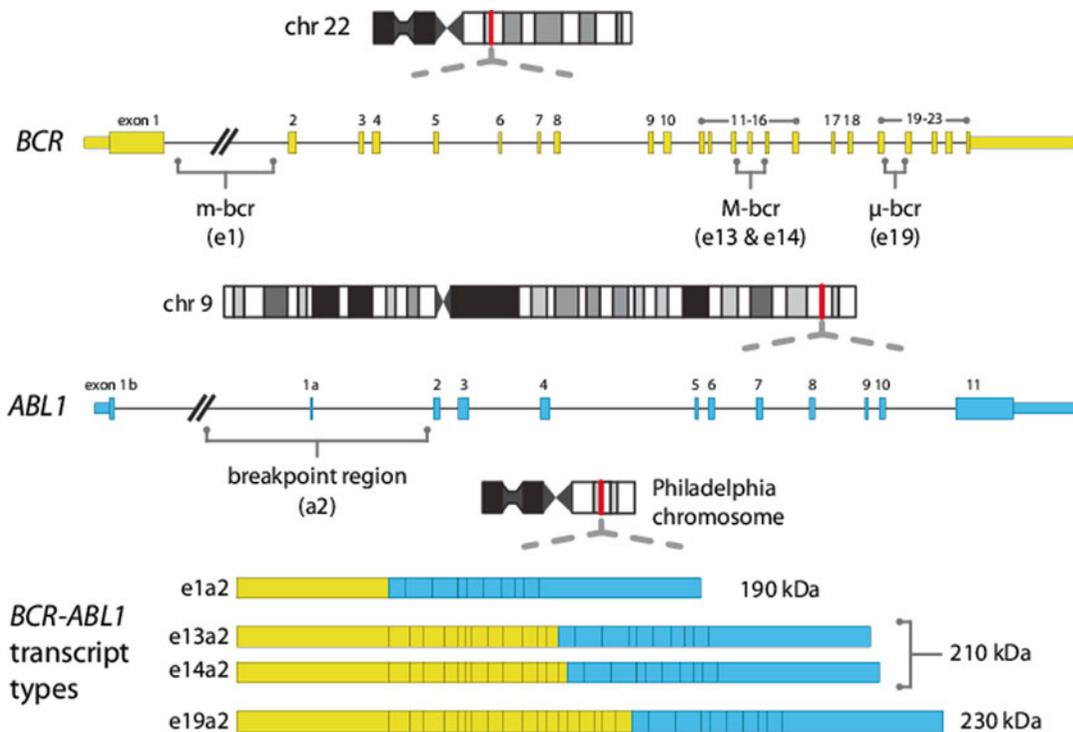 chr 22
exon 1 2 3 4 5 6 7 8 9 10 11-16 17 18 19-23
BCR
m-bcr
(e1)
M-bcr
(e13 & e14)
µ-bcr
(e19)
chr 9
exon 1b 1a 2 3 4 5 6 7 8 9 10 11
ABL1
breakpoint region
(a2)
Philadelphia
chromosome
BCR-ABL1
transcript
types
e1a2 190 kDa
e13a2
e14a2
210 kDa
e19a2 230 kDa